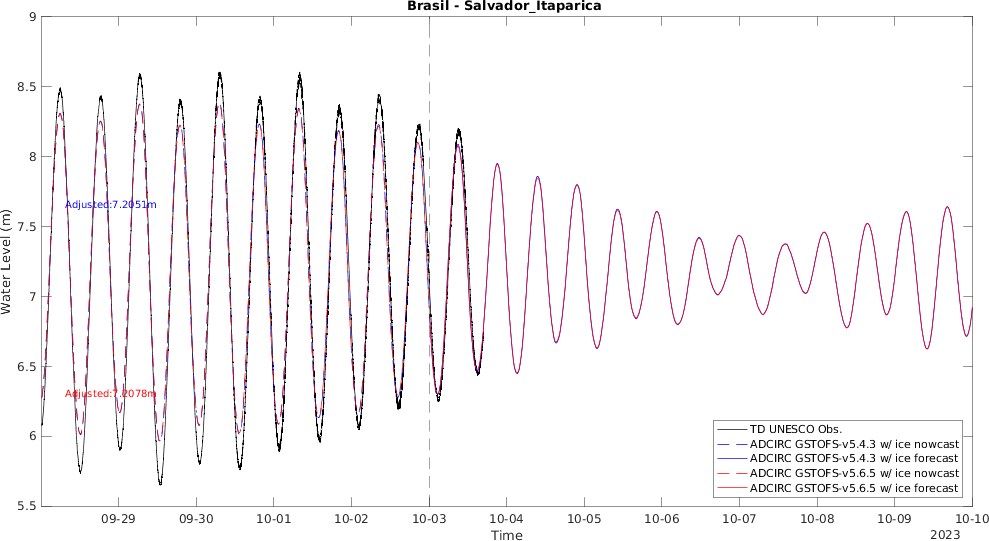 Brasil - Salvador_Itaparica
9
8.5
8
7.5
7
6.5
6
5.5
Water Level (m)
Adjusted:7.2051m
Adjusted:7.2078m
TD UNESCO Obs.
ADCIRC GSTOFS-v5.4.3 w/ ice nowcast
ADCIRC GSTOFS-v5.4.3 w/ ice forecast
ADCIRC GSTOFS-v5.6.5 w/ ice nowcast
ADCIRC GSTOFS-v5.6.5 w/ ice forecast
09-29 09-30 10-01 10-02 10-03 10-04 10-05 10-06 10-07 10-08 10-09 10-10
Time
2023